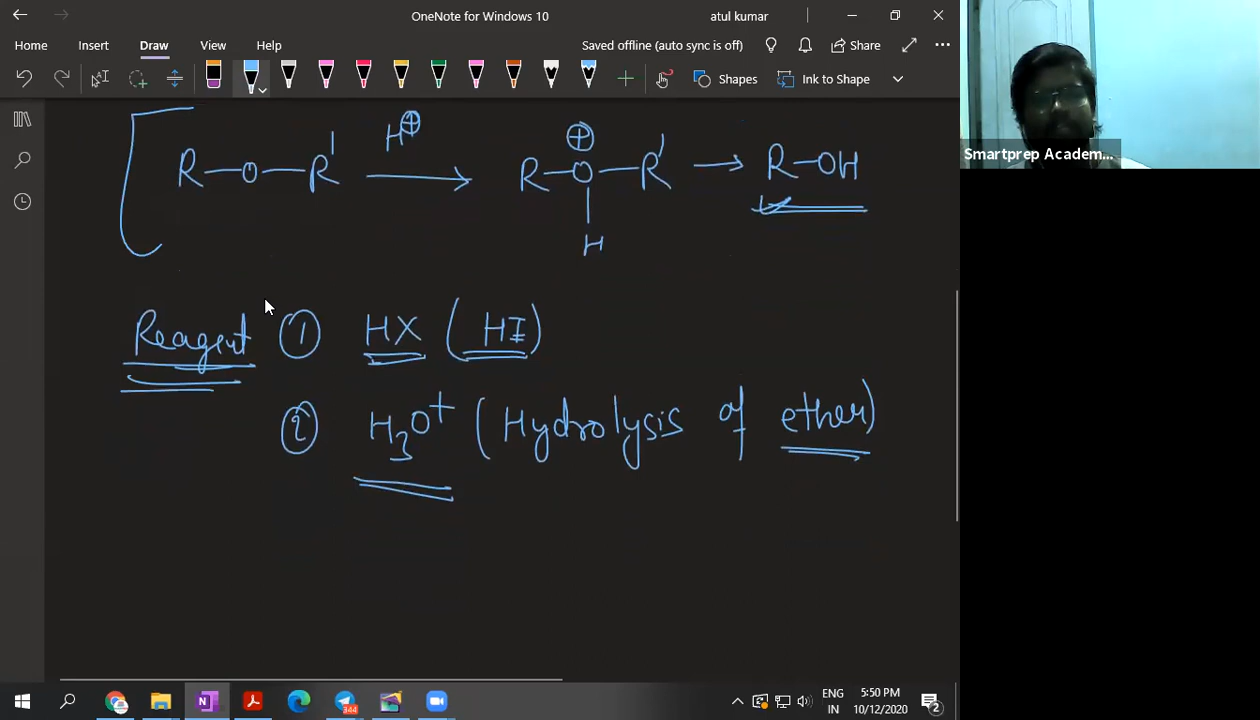 OneNote for Windows 10
atul kumar
Home Insert Draw View Help
Saved offline (auto sync is off)
Share
Shapes
Ink to Shape
Smartprep Academ...
R—O—R' H⊕ → R—O⊕—R' → R—OH
H
Reagent ① HX (HI)
② H3O+ (Hydrolysis of ether)
344
ENG
IN
5:50 PM
10/12/2020
2